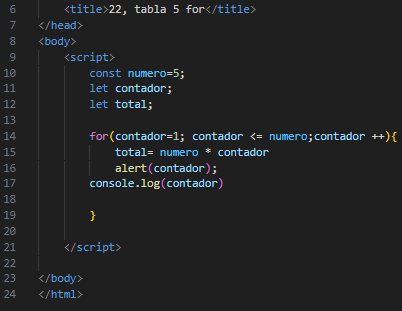 6 <title>22, tabla 5 for</title>
7 </head>
8 <body>
9 <script>
10 const numero=5;
11 let contador;
12 let total;
13
14 for(contador=1; contador <= numero;contador ++){
15 total= numero * contador
16 alert(contador);
17 console.log(contador)
18
19 }
20
21 </script>
22
23 </body>
24 </html>